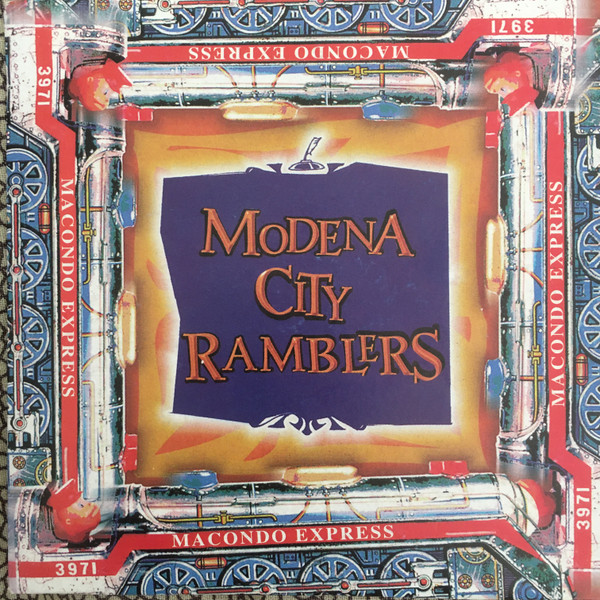 MACONDO EXPRESS
3971
3971
MACONDO EXPRESS
MODENA
CITY
RAMBLERS
MACONDO EXPRESS
MACONDO EXPRESS
3971
3971